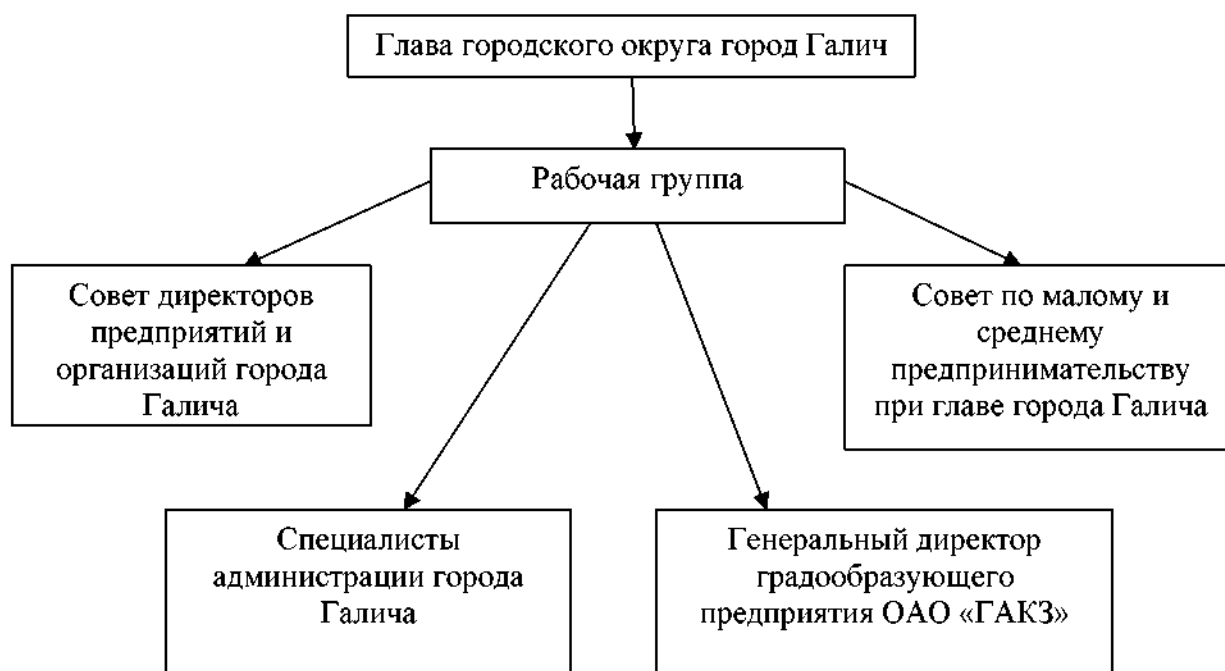 Глава городского округа город Галич
Рабочая группа
Совет директоров
предприятий и
организаций города
Галича
Совет по малому и
среднему
предпринимательству
при главе города Галича
Специалисты
администрации города
Галича
Генеральный директор
градообразующего
предприятия ОАО «ГАКЗ»